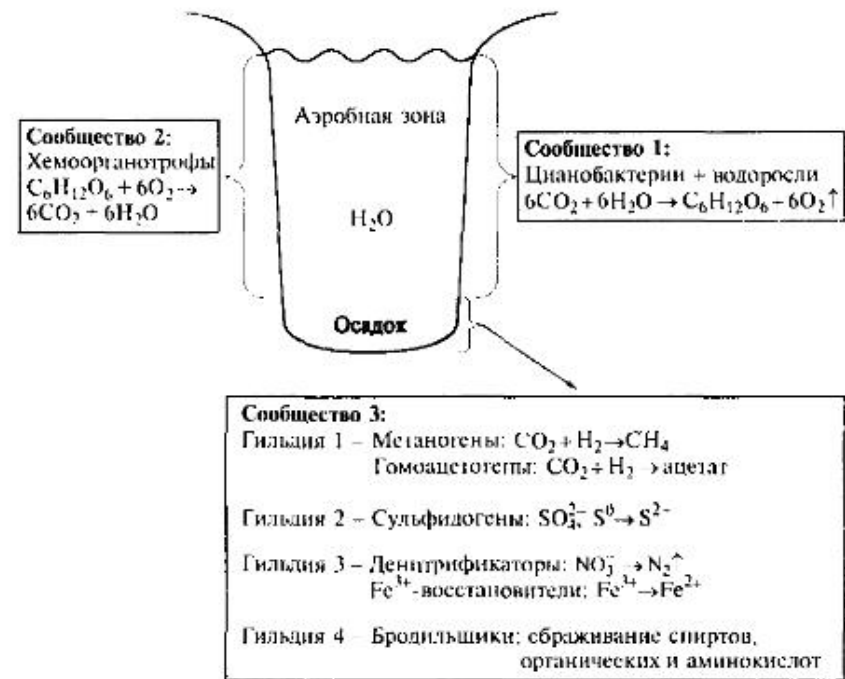 Аэробная зона
Сообщество 2:
Хемоорганотрофы
C₆H₁₂O₆ + 6O₂→
6CO₂ + 6H₂O
Сообщество 1:
Цианобактерии + водоросли
6CO₂ + 6H₂O → C₆H₁₂O₆ – 6O₂↑
H₂O
Осадок
Сообщество 3:
Гильдия 1 – Метаногены: CO₂ + H₂→CH₄
Гомоацетогены: CO₂ + H₂ → ацетат
Гильдия 2 – Сульфидогены: SO₄²⁻, S⁰→ S²⁻
Гильдия 3 – Денитрификаторы: NO₃⁻ →N₂↑
Fe³⁺-восстановители: Fe³⁺→Fe²⁺
Гильдия 4 – Бродильщики; сбраживание спиртов,
органических и аминокислот